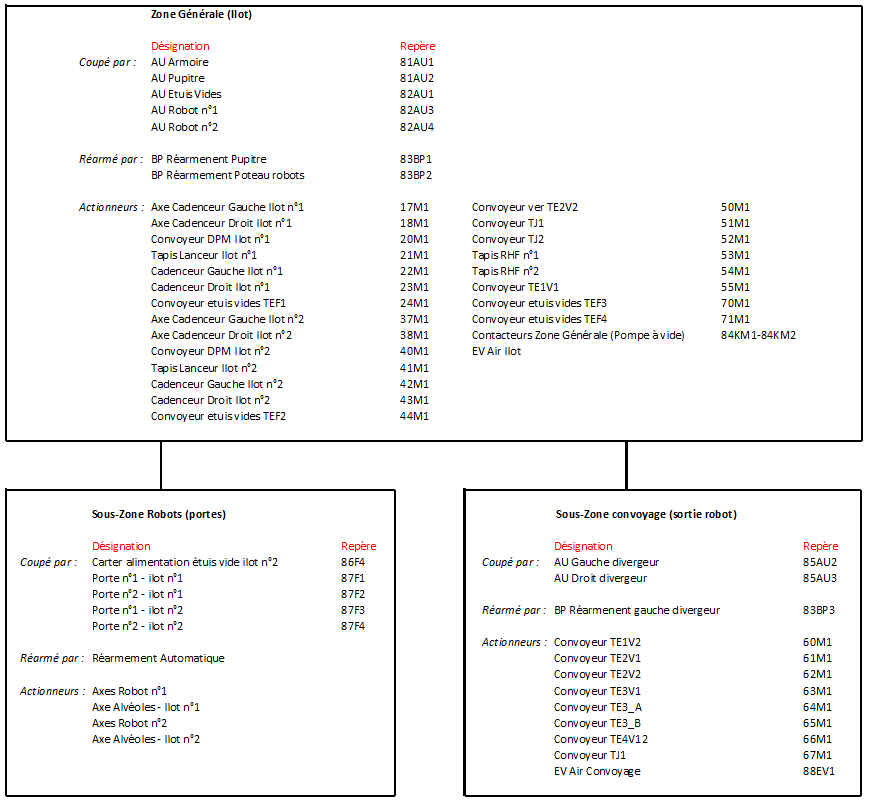 Zone Générale (Ilot)
Désignation Repère
Coupé par : AU Armoire 81AU1
AU Pupitre 81AU2
AU Etuis Vides 82AU1
AU Robot n°1 82AU3
AU Robot n°2 82AU4
Réarmé par : BP Réarmenent Pupitre 83BP1
BP Réarmement Poteau robots 83BP2
Actionneurs : Axe Cadenceur Gauche Ilot n°1 17M1 Convoyeur ver TE2V2 50M1
Axe Cadenceur Droit Ilot n°1 18M1 Convoyeur TJ1 51M1
Convoyeur DPM Ilot n°1 20M1 Convoyeur TJ2 52M1
Tapis Lanceur Ilot n°1 21M1 Tapis RHF n°1 53M1
Cadenceur Gauche Ilot n°1 22M1 Tapis RHF n°2 54M1
Cadenceur Droit Ilot n°1 23M1 Convoyeur TE1V1 55M1
Convoyeur etuis vides TEF1 24M1 Convoyeur etuis vides TEF3 70M1
Axe Cadenceur Gauche Ilot n°2 37M1 Convoyeur etuis vides TEF4 71M1
Axe Cadenceur Droit Ilot n°2 38M1 Contacteurs Zone Générale (Pompe à vide) 84KM1-84KM2
Convoyeur DPM Ilot n°2 40M1 EV Air Ilot
Tapis Lanceur Ilot n°2 41M1
Cadenceur Gauche Ilot n°2 42M1
Cadenceur Droit Ilot n°2 43M1
Convoyeur etuis vides TEF2 44M1
Sous-Zone Robots (portes)
Désignation Repère
Coupé par : Carter alimentation étuis vide ilot n°2 86F4
Porte n°1 - ilot n°1 87F1
Porte n°2 - ilot n°1 87F2
Porte n°1 - ilot n°2 87F3
Porte n°2 - ilot n°2 87F4
Réarmé par : Réarmement Automatique
Actionneurs : Axes Robot n°1
Axe Alvéoles - Ilot n°1
Axes Robot n°2
Axe Alvéoles - Ilot n°2
Sous-Zone convoyage (sortie robot)
Désignation Repère
Coupé par : AU Gauche divergeur 85AU2
AU Droit divergeur 85AU3
Réarmé par : BP Réarmenent gauche divergeur 83BP3
Actionneurs : Convoyeur TE1V2 60M1
Convoyeur TE2V1 61M1
Convoyeur TE2V2 62M1
Convoyeur TE3V1 63M1
Convoyeur TE3_A 64M1
Convoyeur TE3_B 65M1
Convoyeur TE4V12 66M1
Convoyeur TJ1 67M1
EV Air Convoyage 88EV1